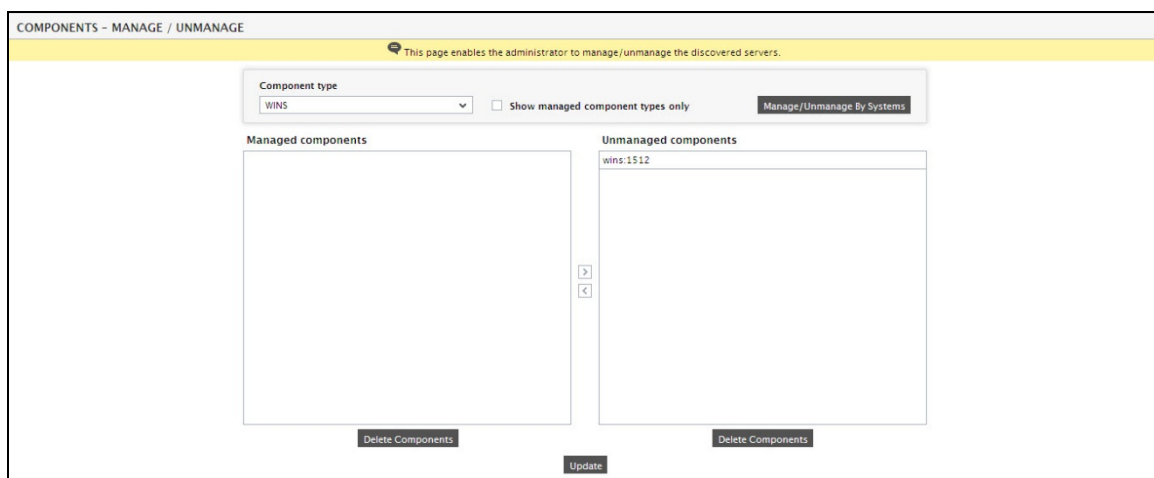 COMPONENTS - MANAGE / UNMANAGE
This page enables the administrator to manage/unmanage the discovered servers.
Component type
WINS
Show managed component types only
Manage/Unmanage By Systems
Managed components
Unmanaged components
wins:1512
>
<
Delete Components
Delete Components
Update